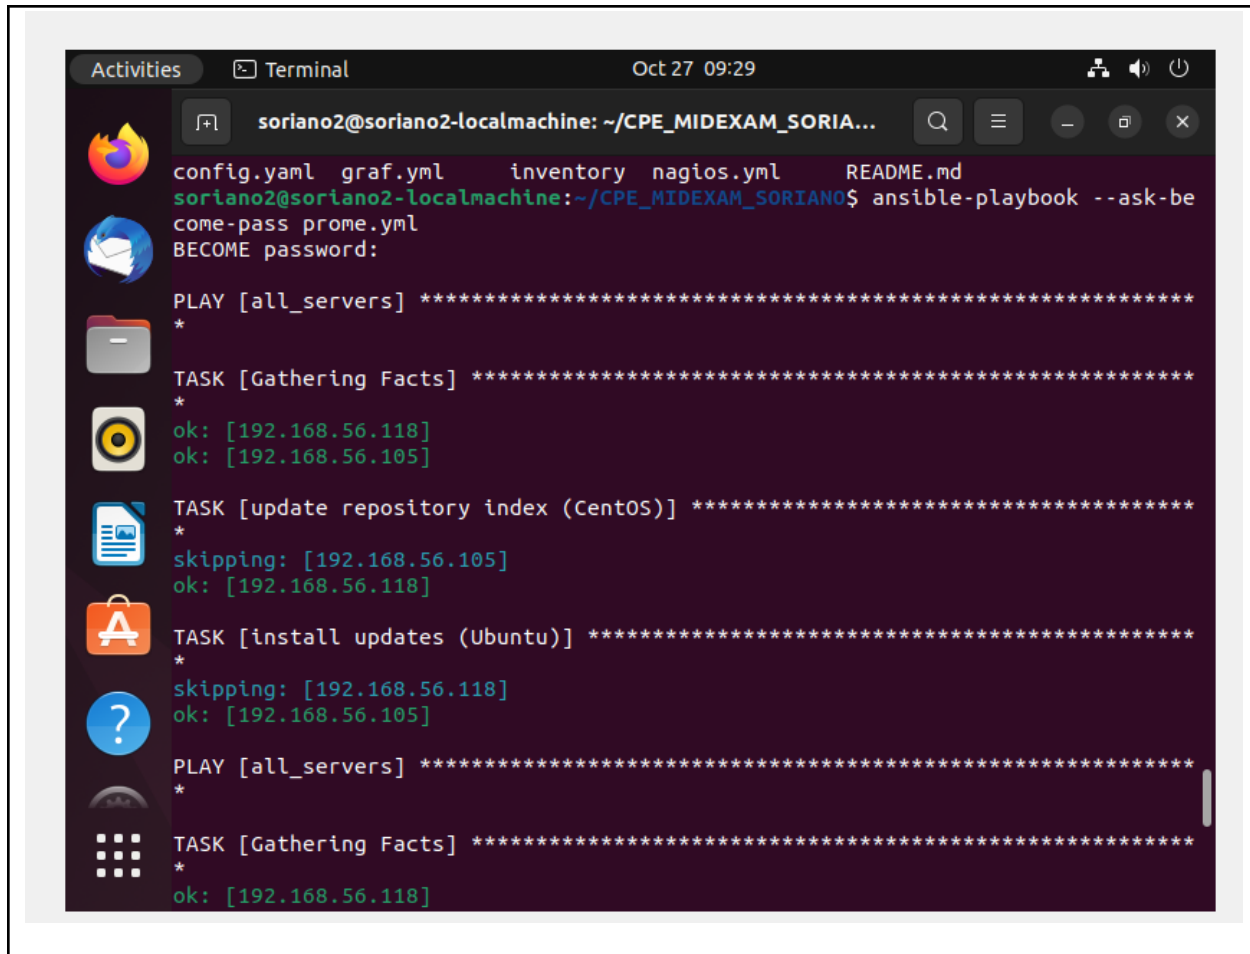 Activities Terminal Oct 27 09:29
soriano2@soriano2-localmachine: ~/CPE_MIDEXAM_SORIA...
config.yaml graf.yml inventory nagios.yml README.md
soriano2@soriano2-localmachine:~/CPE_MIDEXAM_SORIANO$ ansible-playbook --ask-be
come-pass prome.yml
BECOME password:
PLAY [all_servers] ************************************************************
*
TASK [Gathering Facts] ********************************************************
*
ok: [192.168.56.118]
ok: [192.168.56.105]
TASK [update repository index (CentOS)] ***************************************
*
skipping: [192.168.56.105]
ok: [192.168.56.118]
TASK [install updates (Ubuntu)] ***********************************************
*
skipping: [192.168.56.118]
ok: [192.168.56.105]
PLAY [all_servers] ************************************************************
*
TASK [Gathering Facts] ********************************************************
*
ok: [192.168.56.118]